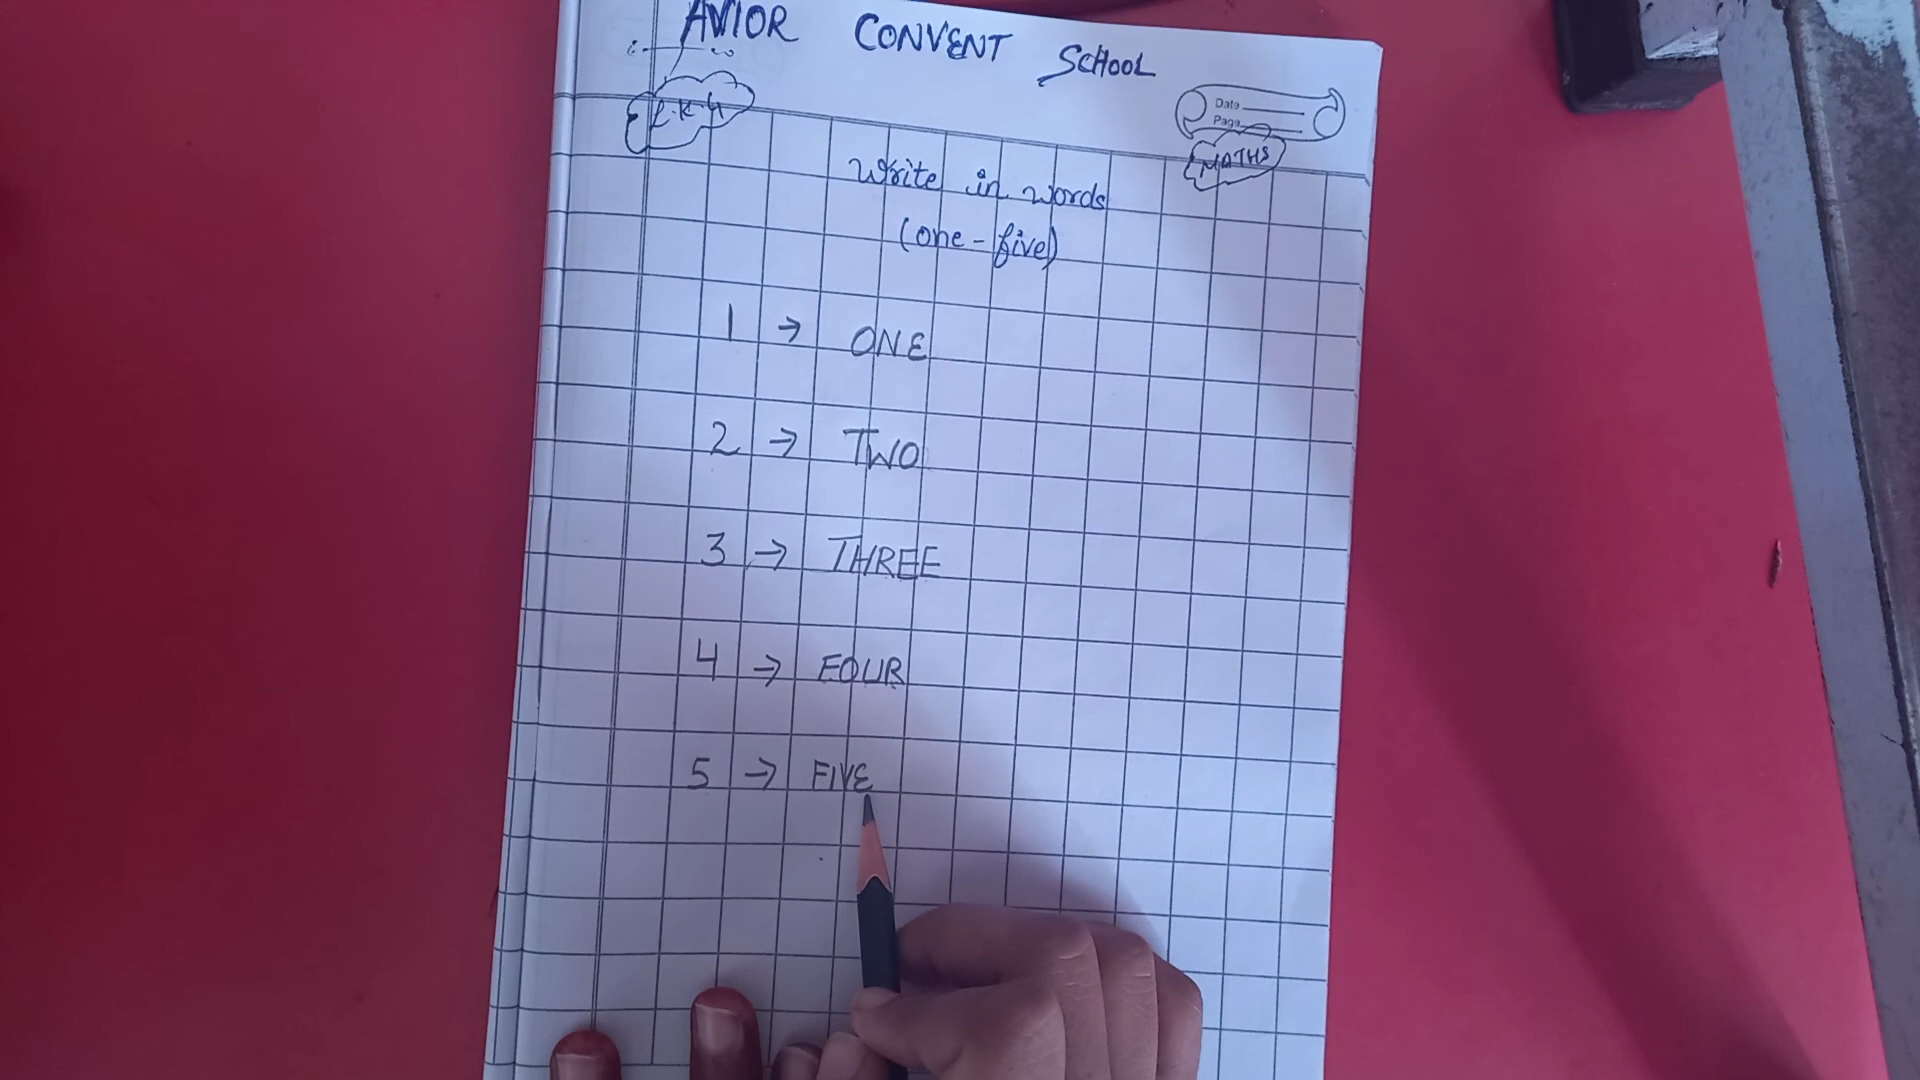 AVIOR CONVENT SCHOOL
L.K.G
Date
Page
MATHS
Write in words
(one-five)
1 → ONE
2 → TWO
3 → THREE
4 → FOUR
5 → FIVE